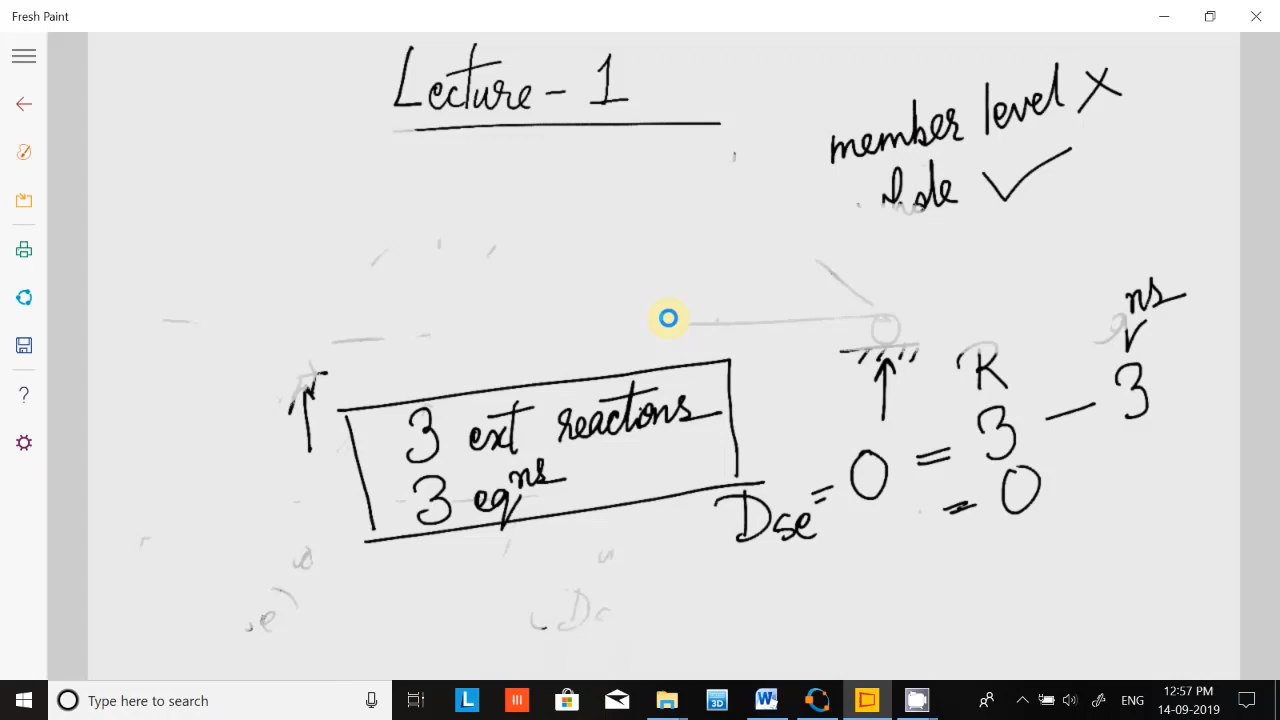 Fresh Paint
Lecture - 1
member level X
✓
3 ext reactions
3 eqns
Dse = 0 = 3 - 3
= 0
R
ns
Type here to search
ENG
12:57 PM
14-09-2019